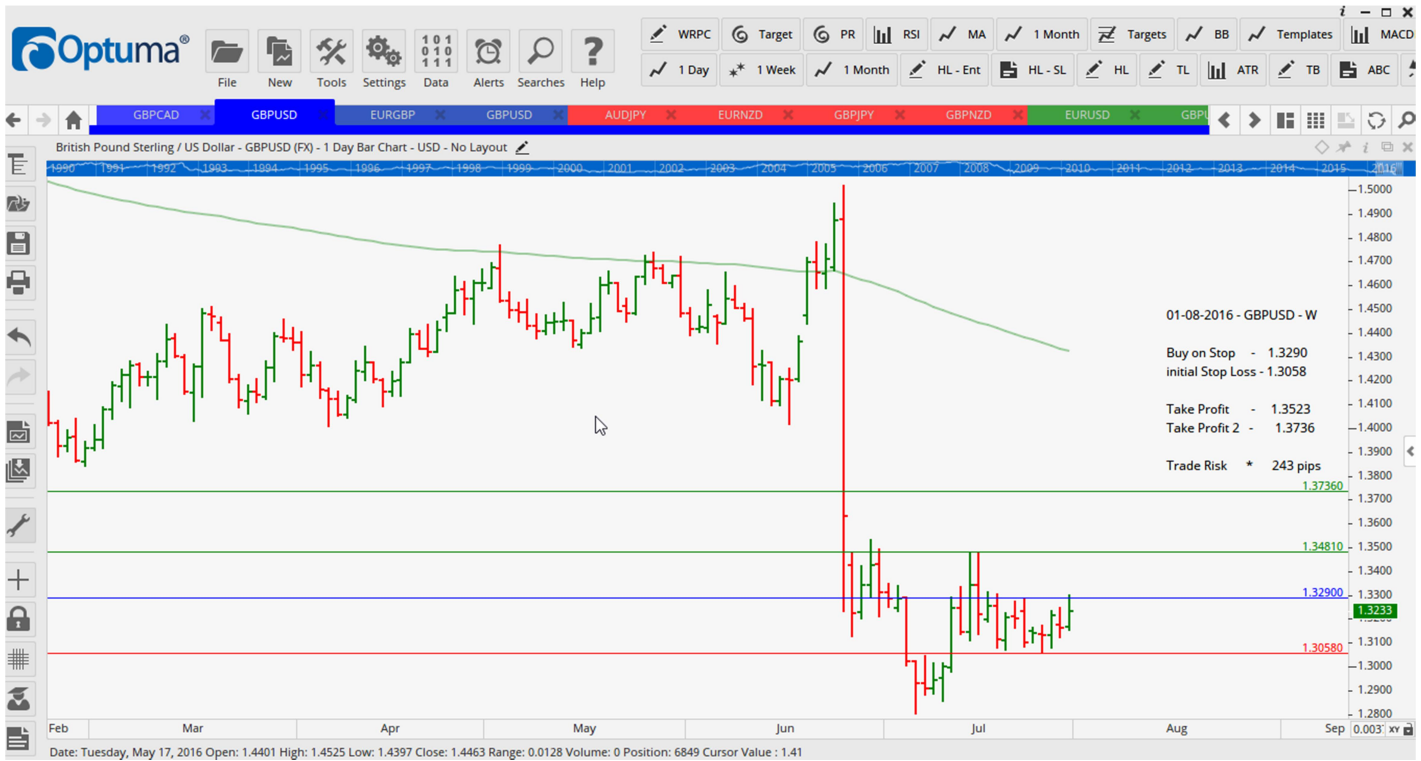 Optuma®
File New Tools Settings Data Alerts Searches Help
WRPC Target PR RSI MA 1 Month Targets BB Templates MACD
1 Day 1 Week 1 Month HL - Ent HL - SL HL TL ATR TB ABC
GBPCAD GBPUSD EURGBP GBPUSD AUDJPY EURNZD GBPJPY GBPNZD EURUSD GBPU
British Pound Sterling / US Dollar - GBPUSD (FX) - 1 Day Bar Chart - USD - No Layout
1990 1991 1992 1993 1994 1995 1996 1997 1998 1999 2000 2001 2002 2003 2004 2005 2006 2007 2008 2009 2010 2011 2012 2013 2014 2015 2016
1.5000
1.4900
1.4800
1.4700
1.4600
1.4500
01-08-2016 - GBPUSD - W
1.4400
Buy on Stop - 1.3290
1.4300
initial Stop Loss - 1.3058
1.4200
1.4100
Take Profit - 1.3523
1.4000
Take Profit 2 - 1.3736
1.3900
Trade Risk * 243 pips
1.3800
1.37360
1.3700
1.3600
1.34810
1.3500
1.3400
1.32900
1.3300
1.3233
1.3100
1.30580
1.3000
1.2900
1.2800
Feb Mar Apr May Jun Jul Aug Sep 0.003 XY
Date: Tuesday, May 17, 2016 Open: 1.4401 High: 1.4525 Low: 1.4397 Close: 1.4463 Range: 0.0128 Volume: 0 Position: 6849 Cursor Value : 1.41